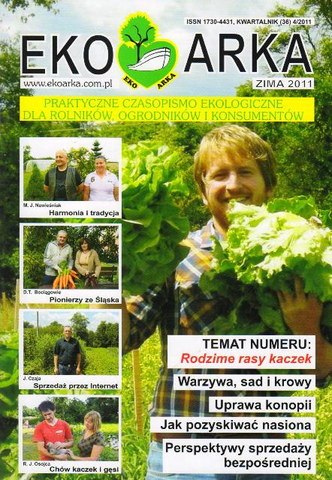 ISSN 1730-4431, KWARTALNIK (36) 4/2011
EKO ARKA
EKO ARKA
www.ekoarka.com.pl
ZIMA 2011
PRAKTYCZNE CZASOPISMO EKOLOGICZNE
DLA ROLNIKÓW, OGRODNIKÓW I KONSUMENTÓW
M. J. Nowieśniuk
Harmonia i tradycja
D.T. Bociągowie
Pionierzy ze Śląska
J. Czaja
Sprzedaż przez Internet
R. J. Osojca
Chów kaczek i gęsi
TEMAT NUMERU:
Rodzime rasy kaczek
Warzywa, sad i krowy
Uprawa konopii
Jak pozyskiwać nasiona
Perspektywy sprzedaży
bezpośredniej